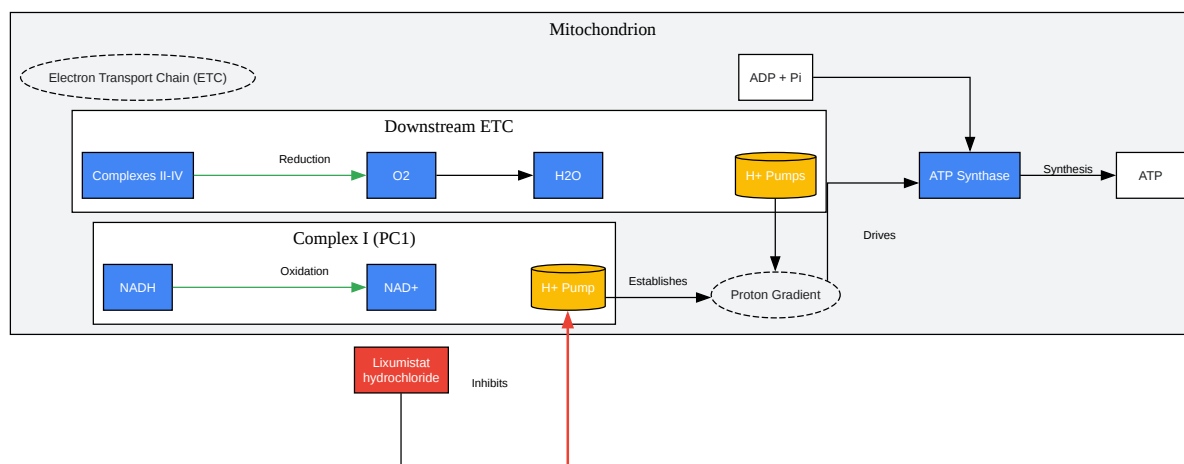 Mitochondrion
Electron Transport Chain (ETC)
ADP + Pi
Downstream ETC
Complexes II-IV
Reduction
O2
H2O
H+ Pumps
ATP Synthase
Synthesis
ATP
Complex I (PC1)
NADH
Oxidation
NAD+
H+ Pump
Establishes
Proton Gradient
Drives
Lixumistat
hydrochloride
Inhibits